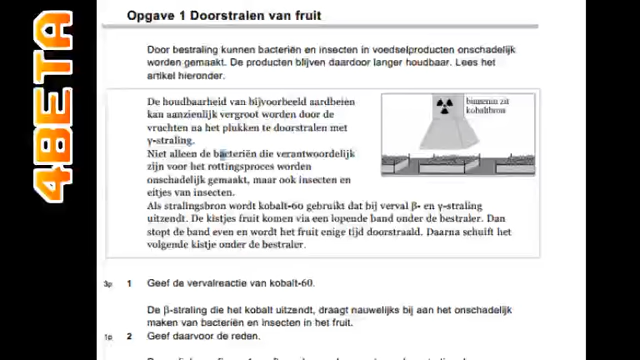 4BETA
Opgave 1 Doorstralen van fruit
Door bestraling kunnen bacteriën en insecten in voedselproducten onschadelijk
worden gemaakt. De producten blijven daardoor langer houdbaar. Lees het
artikel hieronder.
De houdbaarheid van bijvoorbeeld aardbeien
kan aanzienlijk vergroot worden door de
vruchten na het plukken te doorstralen met
γ-straling.
Niet alleen de bacteriën die verantwoordelijk
zijn voor het rottingsproces worden
onschadelijk gemaakt, maar ook insecten en
eitjes van insecten.
binnenin zit
kobaltbron
Als stralingsbron wordt kobalt-60 gebruikt dat bij verval β- en γ-straling
uitzendt. De kistjes fruit komen via een lopende band onder de bestraler. Dan
stopt de band even en wordt het fruit enige tijd doorstraald. Daarna schuift het
volgende kistje onder de bestraler.
3p 1 Geef de vervalreactie van kobalt-60.
De β-straling die het kobalt uitzendt, draagt nauwelijks bij aan het onschadelijk
maken van bacteriën en insecten in het fruit.
1p 2 Geef daarvoor de reden.